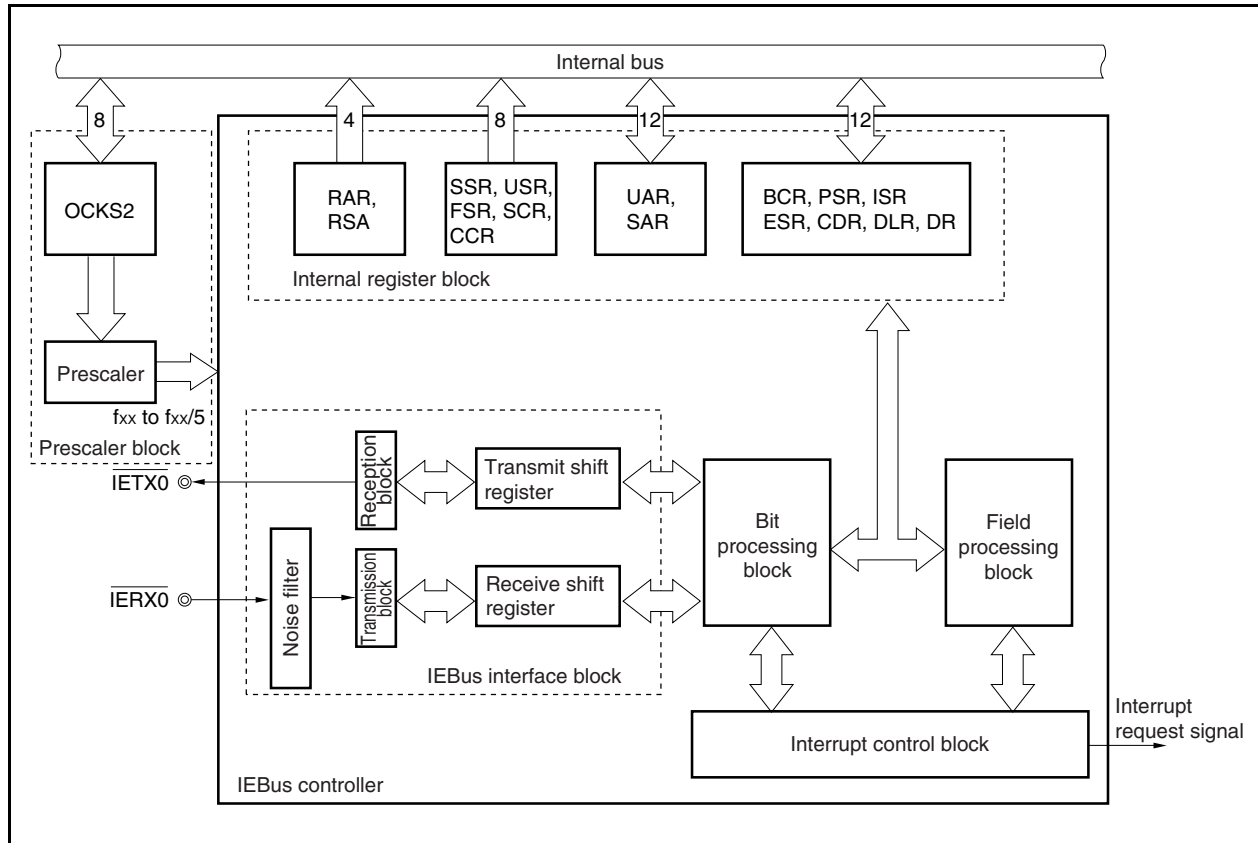 Internal bus
8
4
8
12
12
OCKS2
RAR,
RSA
SSR, USR,
FSR, SCR,
CCR
UAR,
SAR
BCR, PSR, ISR
ESR, CDR, DLR, DR
Internal register block
Prescaler
fxx to fxx/5
Prescaler block
IETX0
Reception
block
Transmit shift
register
Bit
processing
block
Field
processing
block
IERX0
Noise filter
Transmission
block
Receive shift
register
IEBus interface block
Interrupt control block
Interrupt
request signal
IEBus controller